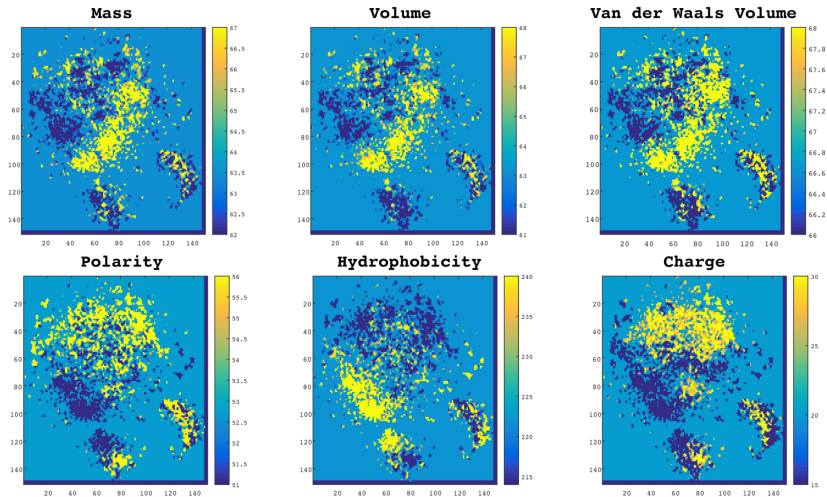 Mass Volume Van der Waals Volume
20 40 60 80 100 120 140
20 40 60 80 100 120 140
62 62.5 63 63.5 64 64.5 65 65.5 66 66.5 67
20 40 60 80 100 120 140
20 40 60 80 100 120 140
61 62 63 64 65 66 67 68
20 40 60 80 100 120 140
20 40 60 80 100 120 140
66 66.2 66.4 66.6 66.8 67 67.2 67.4 67.6 67.8 68
Polarity Hydrophobicity Charge
20 40 60 80 100 120 140
20 40 60 80 100 120 140
51 51.5 52 52.5 53 53.5 54 54.5 55 55.5 56
20 40 60 80 100 120 140
20 40 60 80 100 120 140
215 220 225 230 235 240
20 40 60 80 100 120 140
20 40 60 80 100 120 140
15 20 25 30